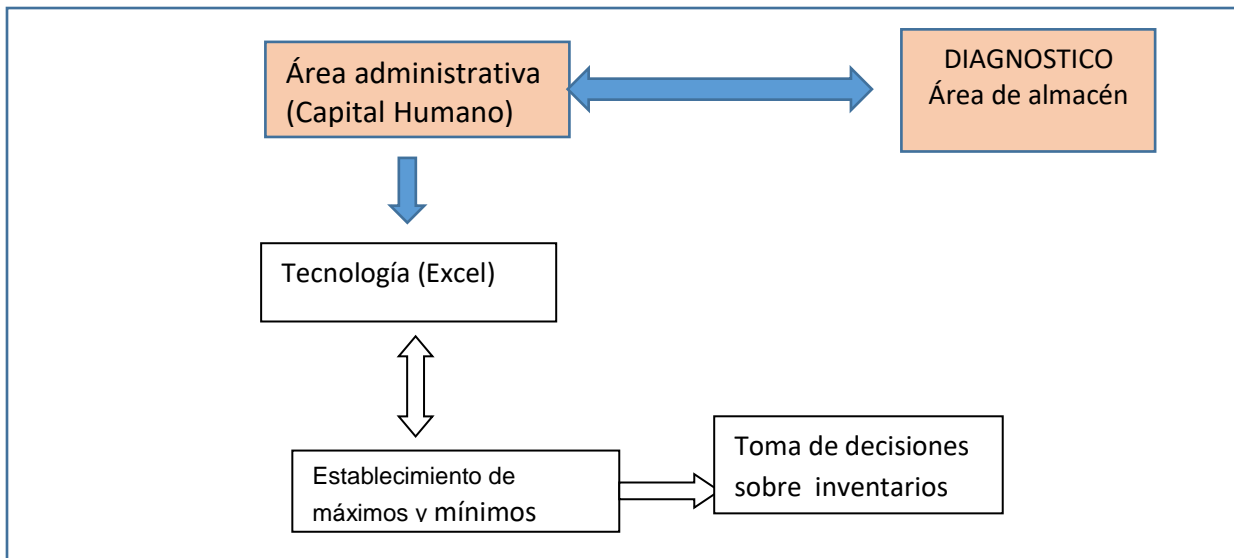 Área administrativa
(Capital Humano)
DIAGNOSTICO
Área de almacén
Tecnología (Excel)
Establecimiento de
máximos y mínimos
Toma de decisiones
sobre inventarios